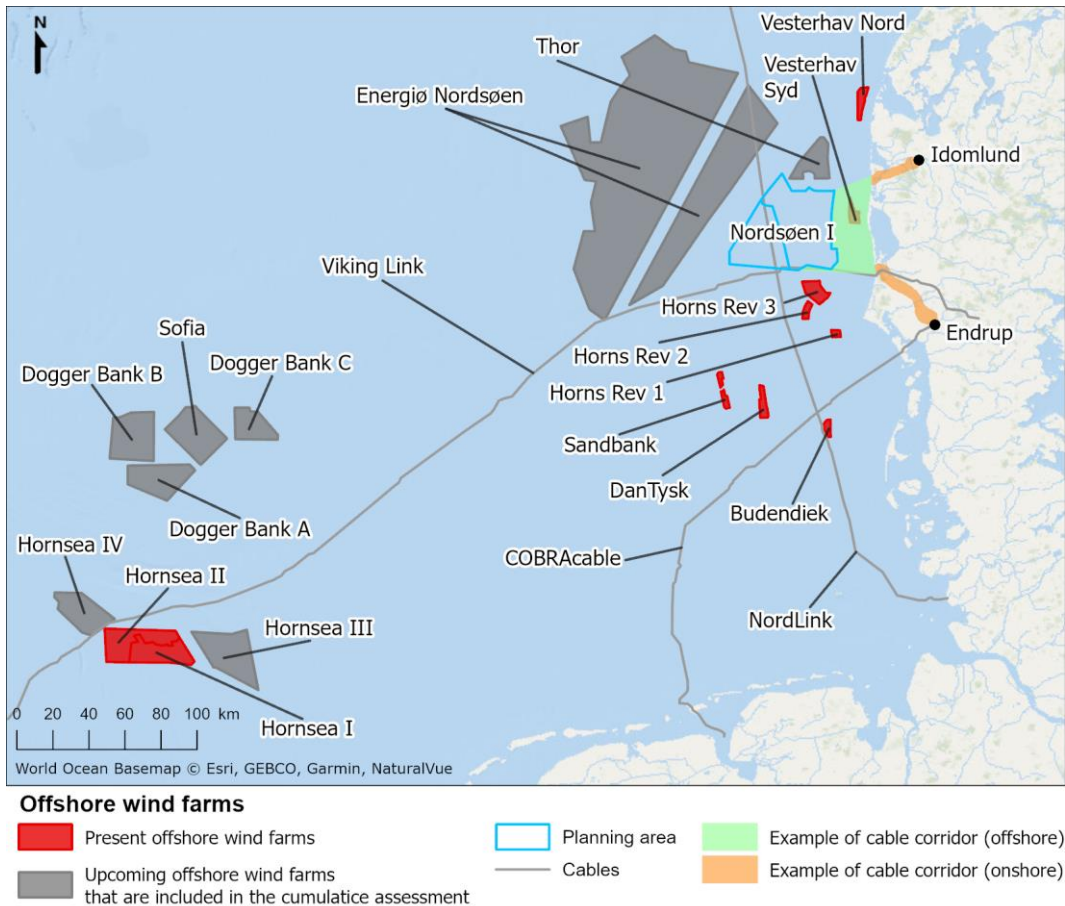 N
Vesterhav Nord
Thor
Vesterhav
Syd
Energiø Nordsøen
Idomlund
Nordsøen I
Viking Link
Horns Rev 3
Sofia
Endrup
Dogger Bank B
Dogger Bank C
Horns Rev 2
Horns Rev 1
Sandbank
DanTysk
Dogger Bank A
Budendiek
Hornsea IV
COBRAcable
Hornsea II
NordLink
Hornsea III
Hornsea I
0 20 40 60 80 100 km
World Ocean Basemap © Esri, GEBCO, Garmin, NaturalVue
Offshore wind farms
Present offshore wind farms
Upcoming offshore wind farms
that are included in the cumulatice assessment
Planning area
Cables
Example of cable corridor (offshore)
Example of cable corridor (onshore)